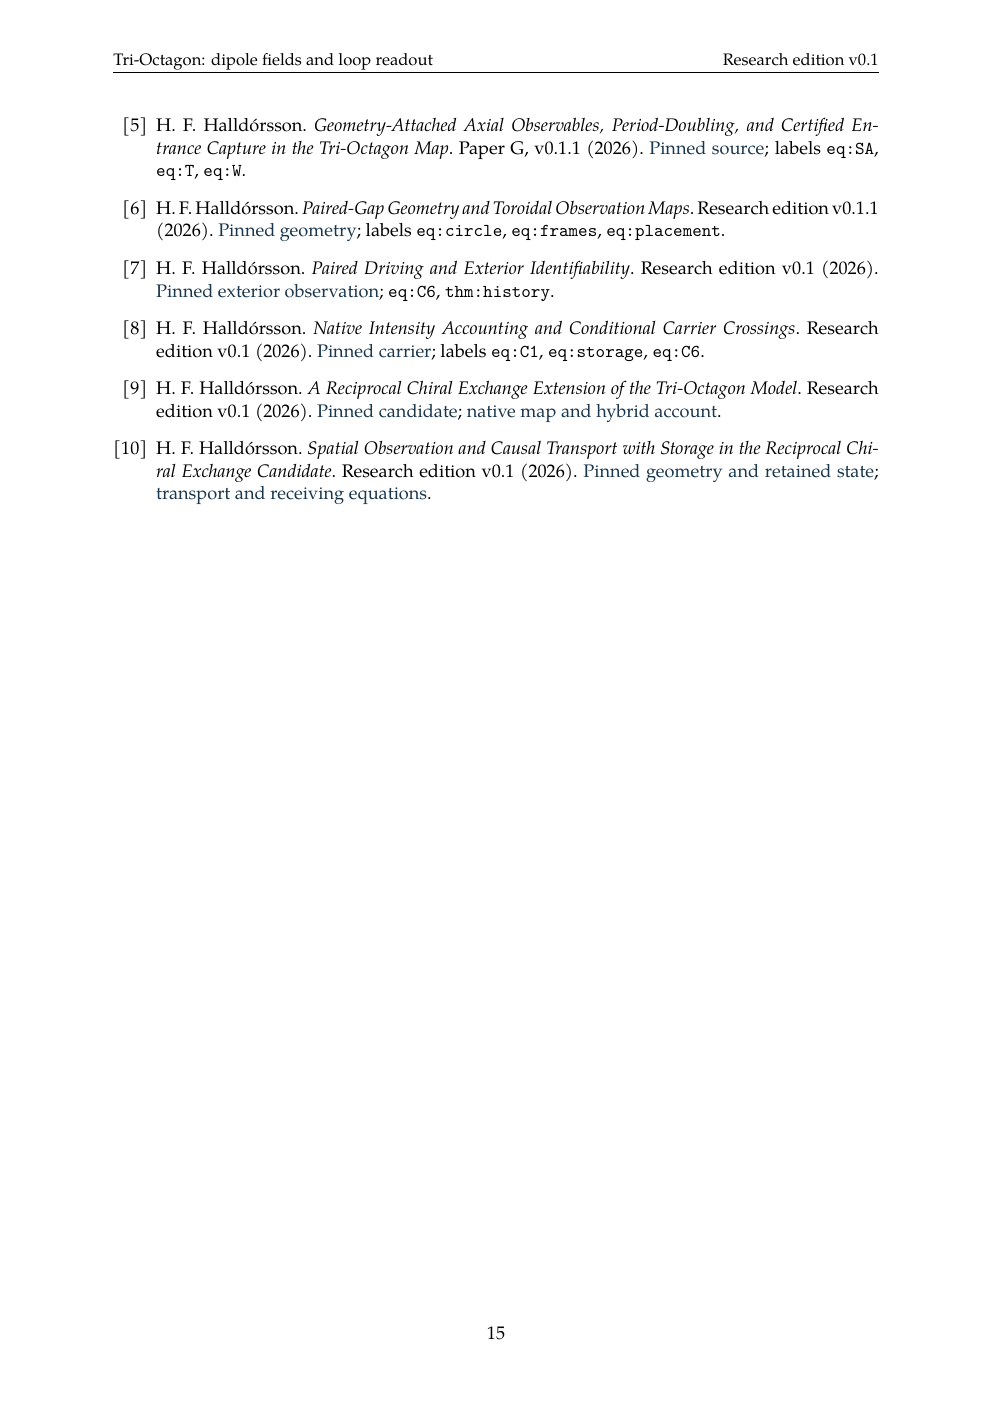 Tri-Octagon: dipole fields and loop readout Research edition v0.1
[5] H. F. Halldórsson. Geometry-Attached Axial Observables, Period-Doubling, and Certified En-
trance Capture in the Tri-Octagon Map. Paper G, v0.1.1 (2026). Pinned source; labels eq:SA,
eq:T, eq:W.
[6] H. F. Halldórsson. Paired-Gap Geometry and Toroidal Observation Maps. Research edition v0.1.1
(2026). Pinned geometry; labels eq:circle, eq:frames, eq:placement.
[7] H. F. Halldórsson. Paired Driving and Exterior Identifiability. Research edition v0.1 (2026).
Pinned exterior observation; eq:C6, thm:history.
[8] H. F. Halldórsson. Native Intensity Accounting and Conditional Carrier Crossings. Research
edition v0.1 (2026). Pinned carrier; labels eq:C1, eq:storage, eq:C6.
[9] H. F. Halldórsson. A Reciprocal Chiral Exchange Extension of the Tri-Octagon Model. Research
edition v0.1 (2026). Pinned candidate; native map and hybrid account.
[10] H. F. Halldórsson. Spatial Observation and Causal Transport with Storage in the Reciprocal Chi-
ral Exchange Candidate. Research edition v0.1 (2026). Pinned geometry and retained state;
transport and receiving equations.
15